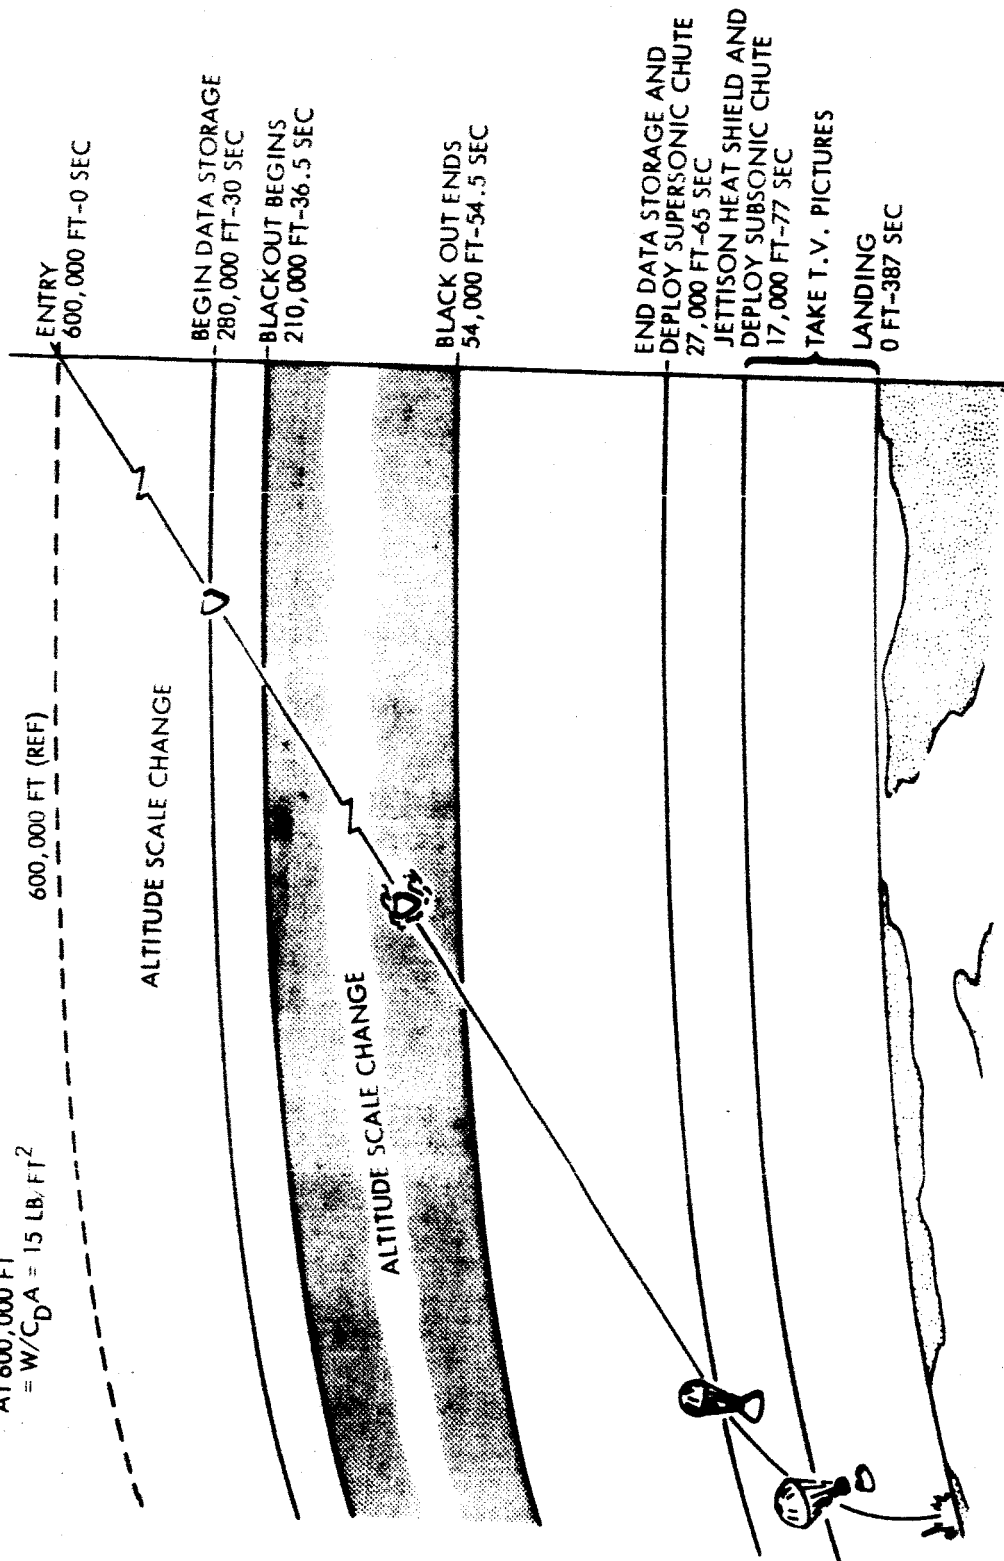 AT 600,000 FT
= W/C_D A = 15 LB/FT²
600,000 FT (REF)
ALTITUDE SCALE CHANGE
ALTITUDE SCALE CHANGE
ENTRY
600,000 FT-0 SEC
BEGIN DATA STORAGE
280,000 FT-30 SEC
BLACKOUT BEGINS
210,000 FT-36.5 SEC
BLACK OUT ENDS
54,000 FT-54.5 SEC
END DATA STORAGE AND
DEPLOY SUPERSONIC CHUTE
27,000 FT-65 SEC
JETTISON HEAT SHIELD AND
DEPLOY SUBSONIC CHUTE
17,000 FT-77 SEC
TAKE T.V. PICTURES
LANDING
0 FT-387 SEC